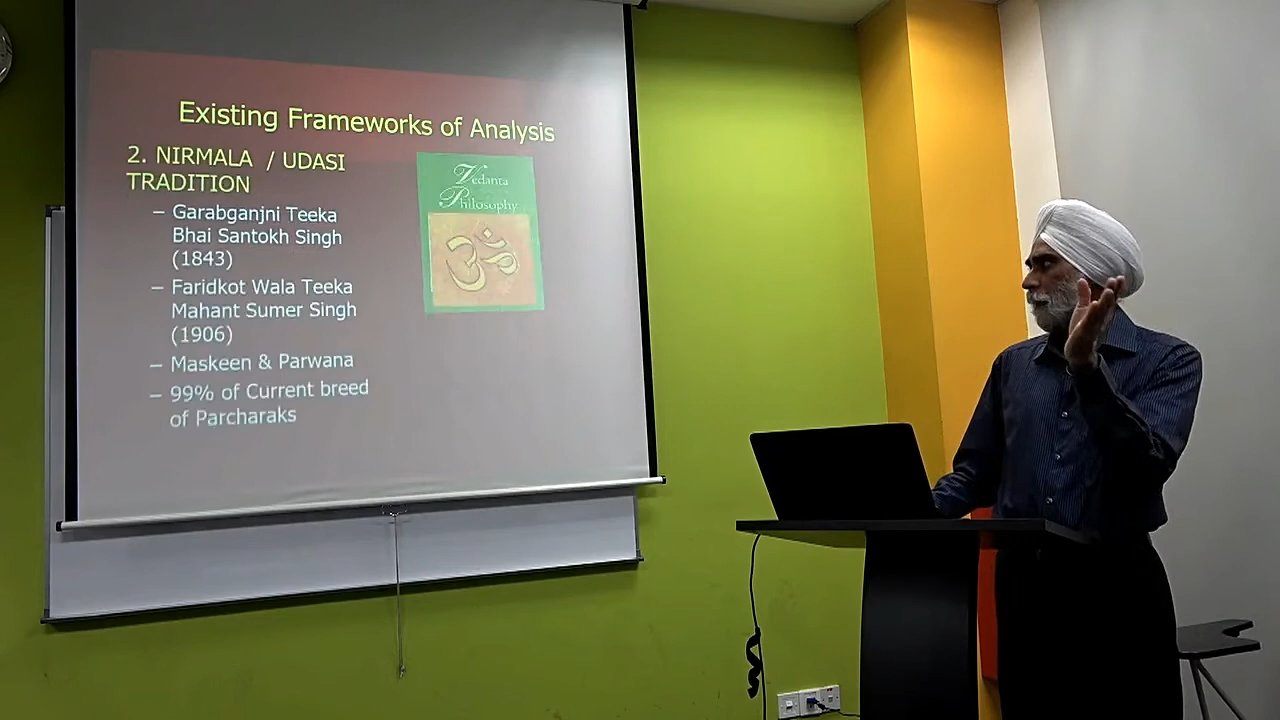 Existing Frameworks of Analysis
2. NIRMALA / UDASI
TRADITION
– Garabganjni Teeka
Bhai Santokh Singh
(1843)
– Faridkot Wala Teeka
Mahant Sumer Singh
(1906)
– Maskeen & Parwana
– 99% of Current breed
of Parcharaks
Vedanta
Philosophy
ॐ